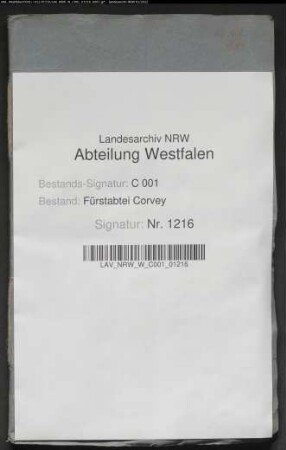 Landesarchiv NRW
Abteilung Westfalen
Bestands-Signatur: C 001
Bestand: Fürstabtei Corvey
Signatur: Nr. 1216
LAV_NRW_W_C001_01216